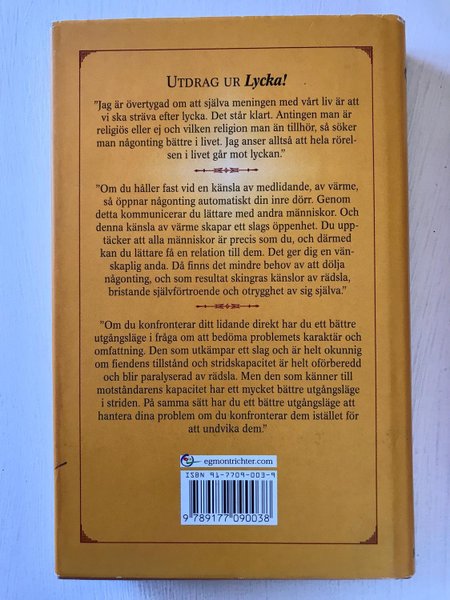 UTDRAG UR Lycka!
"Jag är övertygad om att själva meningen med vårt liv är att
vi ska sträva efter lycka. Det står klart. Antingen man är
religiös eller ej och vilken religion man än tillhör, så söker
man någonting bättre i livet. Jag anser alltså att hela rörel-
sen i livet går mot lyckan."
"Om du håller fast vid en känsla av medlidande, av värme,
så öppnar någonting automatiskt din inre dörr. Genom
detta kommunicerar du lättare med andra människor. Och
denna känsla av värme skapar ett slags öppenhet. Du upp-
täcker att alla människor är precis som du, och därmed
kan du lättare få en relation till dem. Det ger dig en vän-
skaplig anda. Då finns det mindre behov av att dölja
någonting, och som resultat skingras känslor av rädsla,
bristande självförtroende och otrygghet av sig själva."
"Om du konfronterar ditt lidande direkt har du ett bättre
utgångsläge i fråga om att bedöma problemets karaktär och
omfattning. Den som utkämpar ett slag och är helt okunnig
om fiendens tillstånd och stridskapacitet är helt oförberedd
och blir paralyserad av rädsla. Men den som känner till
motståndarens kapacitet har ett mycket bättre utgångsläge
i striden. På samma sätt har du ett bättre utgångsläge att
hantera dina problem om du konfronterar dem istället för
att undvika dem."
egmontrichter.com
ISBN 91-7709-003-9
9 789177 090038